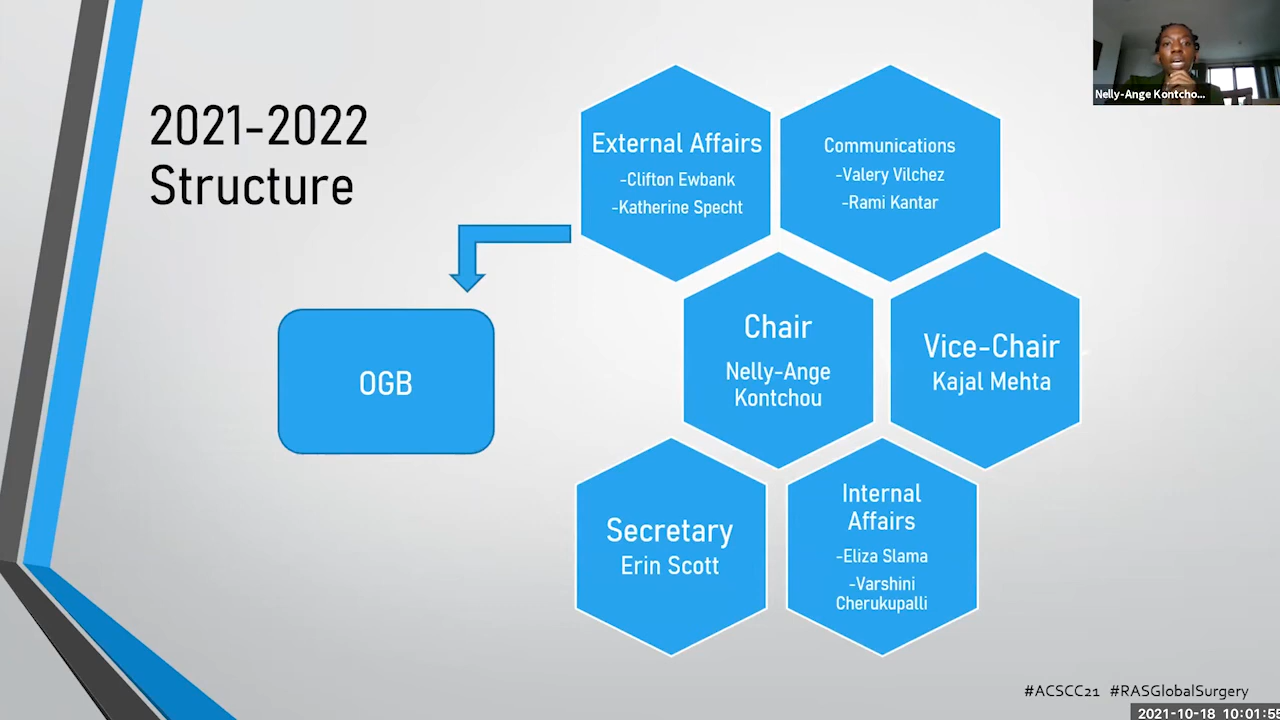 2021-2022
Structure
External Affairs
-Clifton Ewbank
-Katherine Specht
Communications
-Valery Vilchez
-Rami Kantar
OGB
Chair
Nelly-Ange
Kontchou
Vice-Chair
Kajal Mehta
Secretary
Erin Scott
Internal
Affairs
-Eliza Slama
-Varshini
Cherukupalli
Nelly-Ange Kontcho...
#ACSCC21 #RASGlobalSurgery
2021-10-18 10:01:55